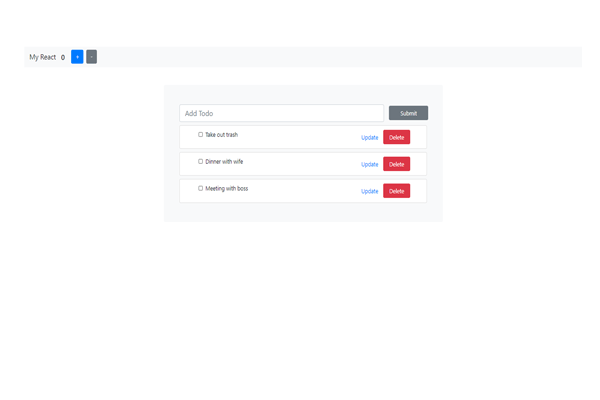 My React 0 + -
Add Todo Submit
Take out trash Update Delete
Dinner with wife Update Delete
Meeting with boss Update Delete